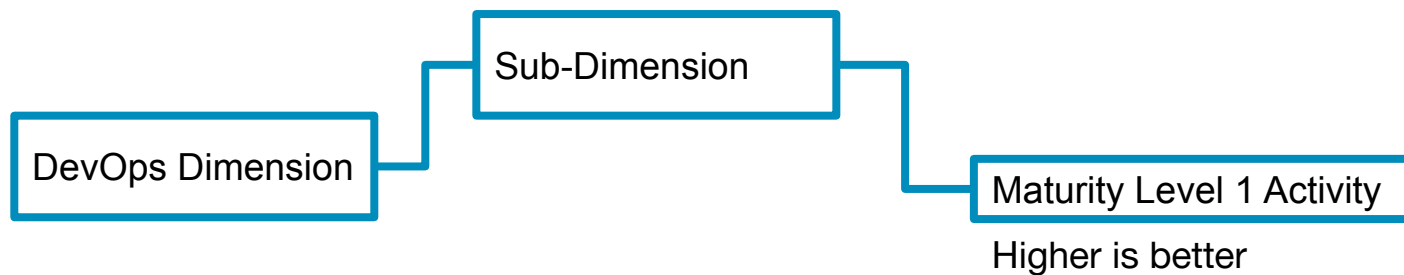 Sub-Dimension
DevOps Dimension
Maturity Level 1 Activity
Higher is better